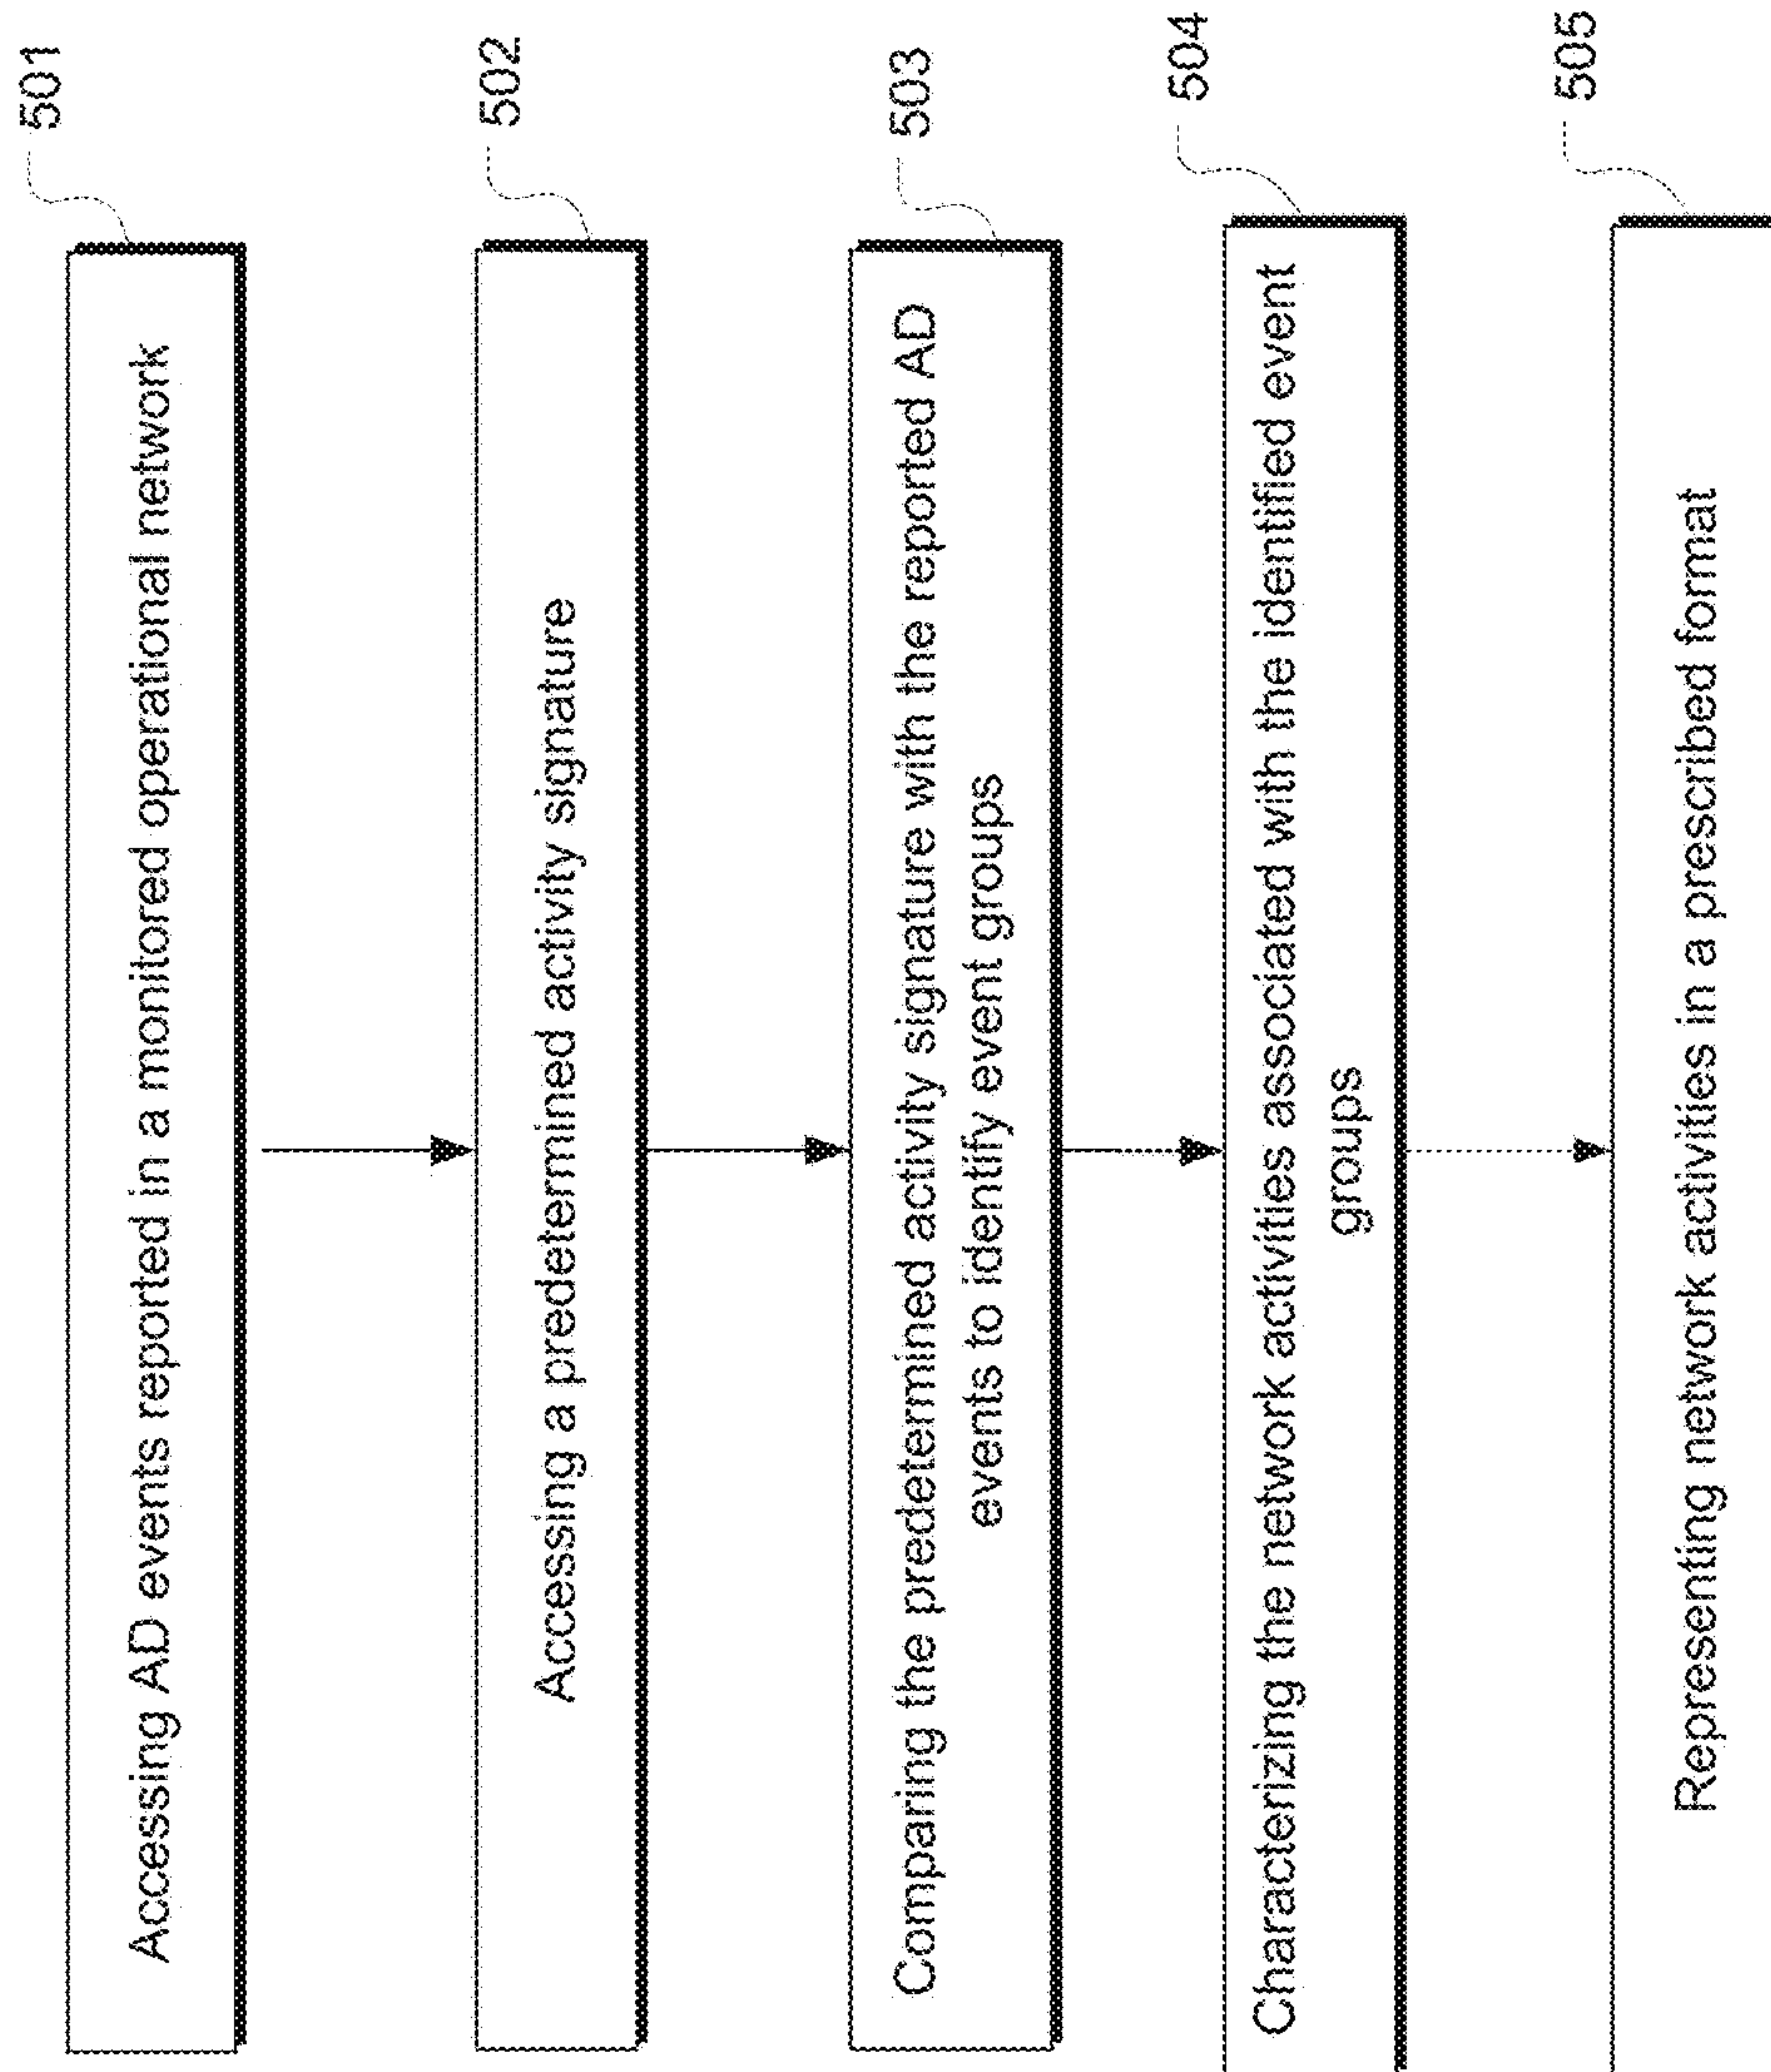 501
Accessing AD events reported in a monitored operational network
502
Accessing a predetermined activity signature
503
Comparing the predetermined activity signature with the reported AD
events to identify event groups
504
Characterizing the network activities associated with the identified event
groups
505
Representing network activities in a prescribed format